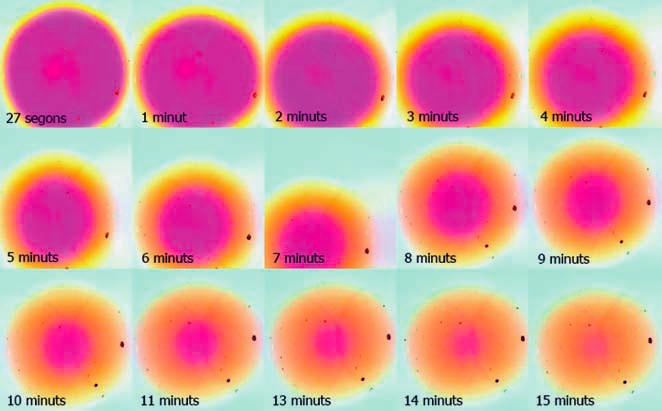 27 segons
1 minut
2 minuts
3 minuts
4 minuts
5 minuts
6 minuts
7 minuts
8 minuts
9 minuts
10 minuts
11 minuts
13 minuts
14 minuts
15 minuts